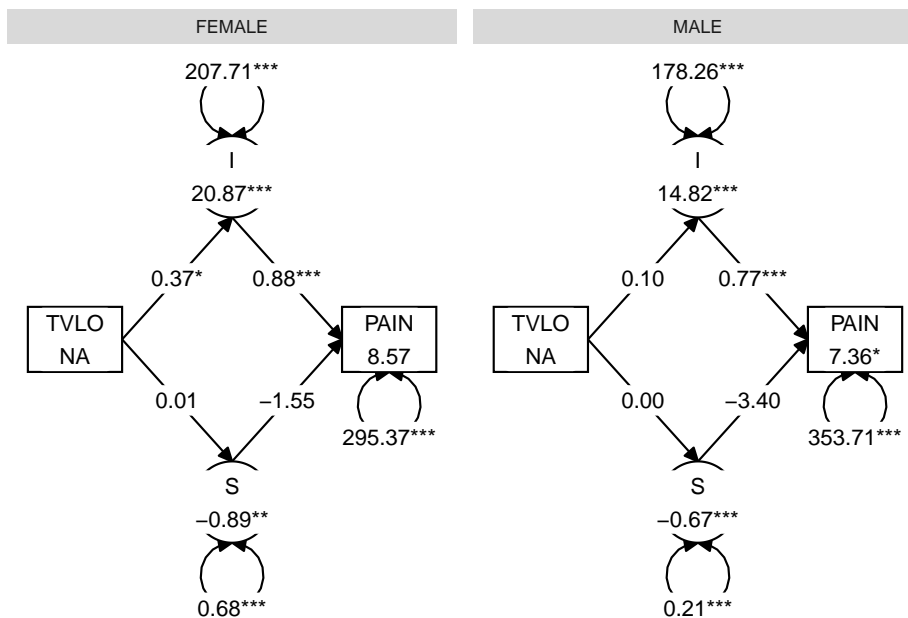 FEMALE
207.71***
I
20.87***
0.37*
0.88***
TVLO
NA
PAIN
8.57
0.01
−1.55
295.37***
S
−0.89**
0.68***
MALE
178.26***
I
14.82***
0.10
0.77***
TVLO
NA
PAIN
7.36*
0.00
−3.40
353.71***
S
−0.67***
0.21***